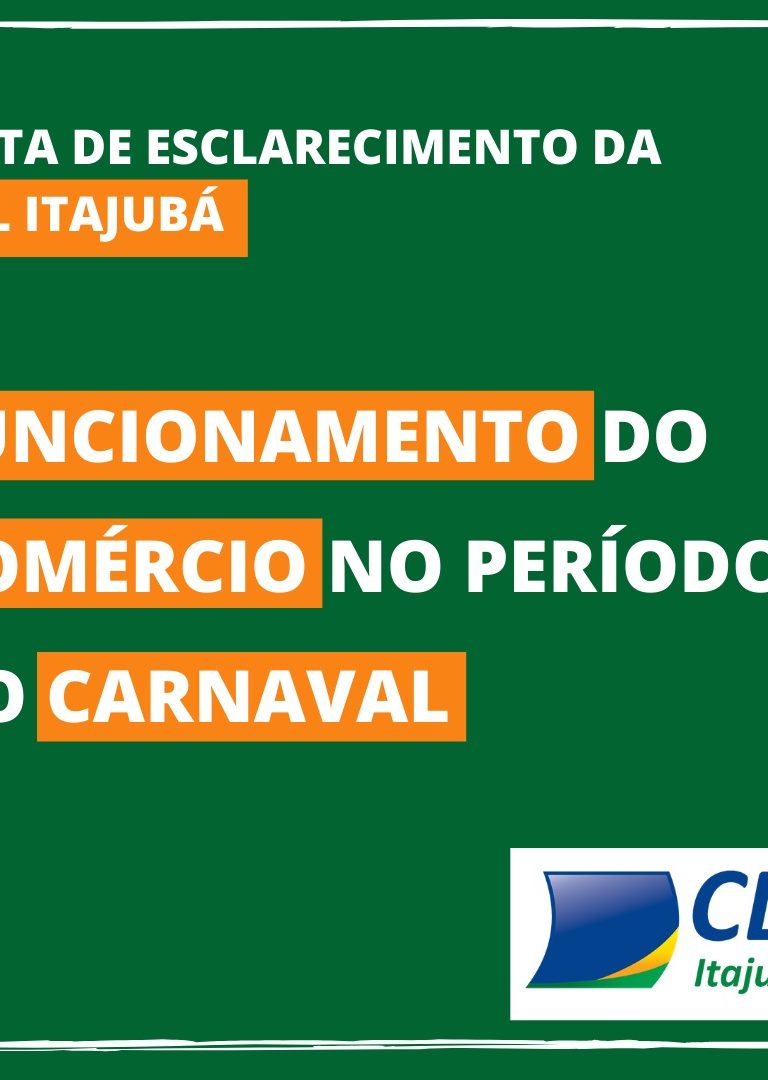 TA DE ESCLARECIMENTO DA
L ITAJUBÁ
UNCIONAMENTO DO
OMÉRCIO NO PERÍODO
O CARNAVAL
CD
Itaju